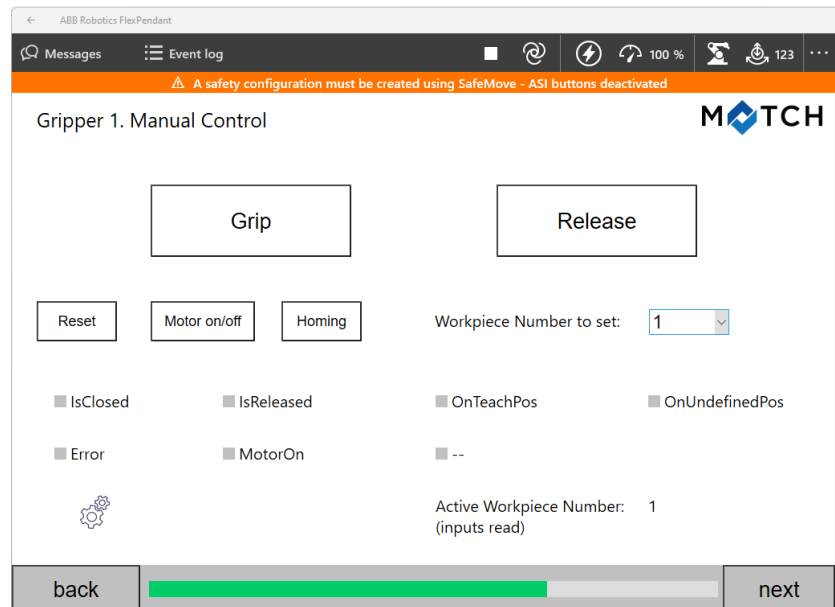 ABB Robotics FlexPendant
Messages Event log 100 % 123 ...
A safety configuration must be created using SafeMove - ASI buttons deactivated
Gripper 1. Manual Control MATCH
Grip Release
Reset Motor on/off Homing Workpiece Number to set: 1
IsClosed IsReleased OnTeachPos OnUndefinedPos
Error MotorOn --
Active Workpiece Number: 1
(inputs read)
back next